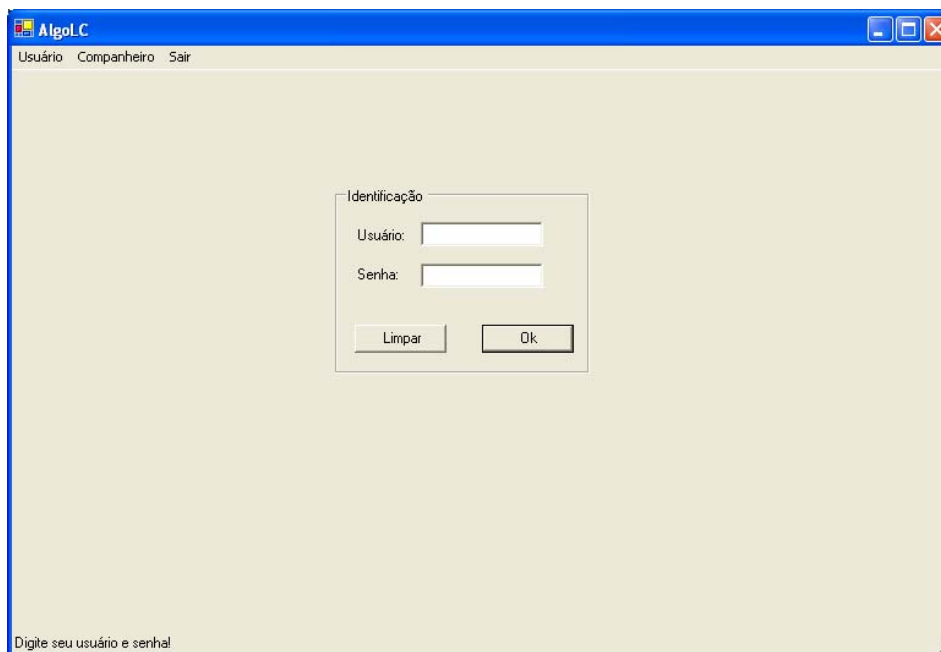 AlgoLC
Usuário Companheiro Sair
Identificação
Usuário:
Senha:
Limpar Ok
Digite seu usuário e senha!